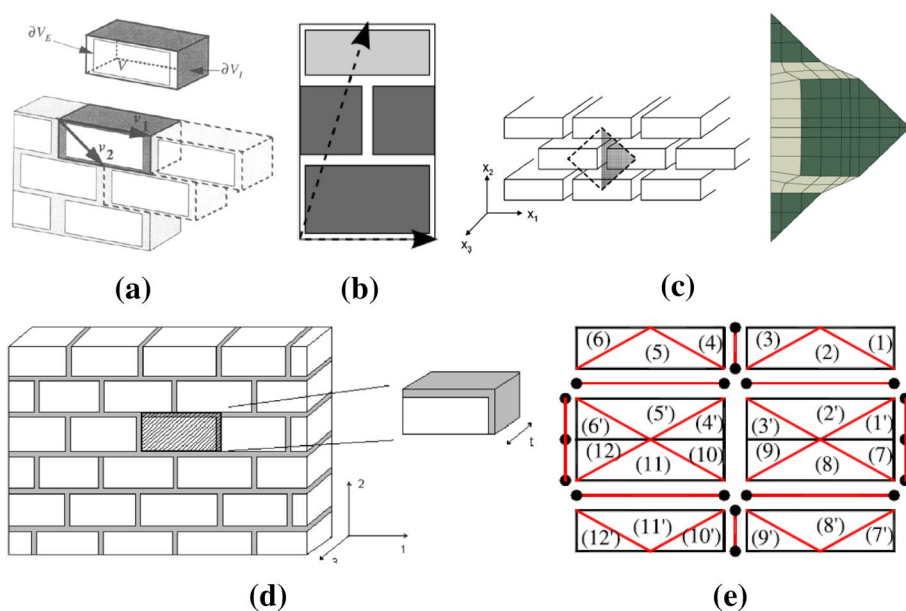 ∂V_E
V
∂V_I
v_1
v_2
(a)
(b)
x_2
x_1
x_3
(c)
2
1
3
t
(d)
(6) (5) (4) (3) (2) (1)
(6') (5') (4') (3') (2') (1')
(12) (11) (10) (9) (8) (7)
(12') (11') (10') (9') (8') (7')
(e)